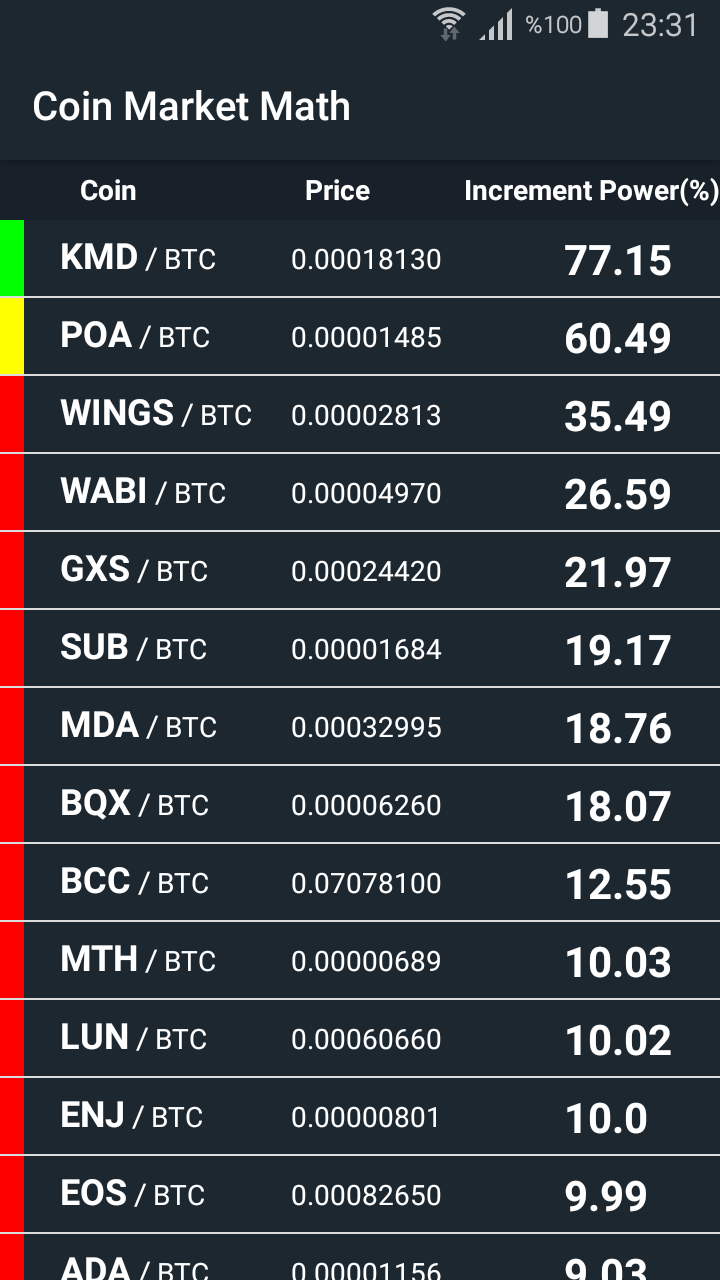 %100 23:31
Coin Market Math
Coin Price Increment Power(%)
KMD / BTC 0.00018130 77.15
POA / BTC 0.00001485 60.49
WINGS / BTC 0.00002813 35.49
WABI / BTC 0.00004970 26.59
GXS / BTC 0.00024420 21.97
SUB / BTC 0.00001684 19.17
MDA / BTC 0.00032995 18.76
BQX / BTC 0.00006260 18.07
BCC / BTC 0.07078100 12.55
MTH / BTC 0.00000689 10.03
LUN / BTC 0.00060660 10.02
ENJ / BTC 0.00000801 10.0
EOS / BTC 0.00082650 9.99
ADA / BTC 0.00001156 9.03